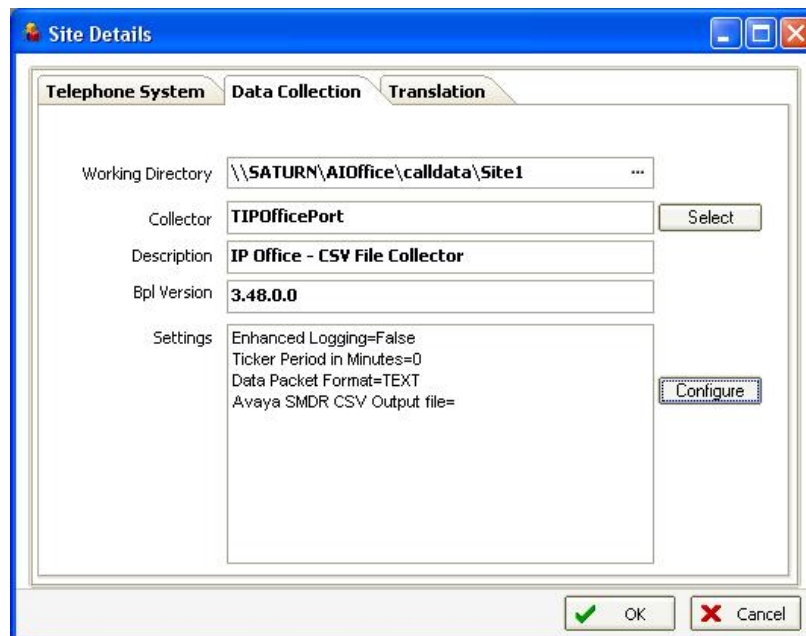 Site Details
Telephone System Data Collection Translation
Working Directory \\SATURN\AIOffice\calldata\Site1 ...
Collector TIPOfficePort Select
Description IP Office - CSV File Collector
Bpl Version 3.48.0.0
Settings Enhanced Logging=False
Ticker Period in Minutes=0
Data Packet Format=TEXT
Configure
Avaya SMDR CSV Output file=
OK Cancel